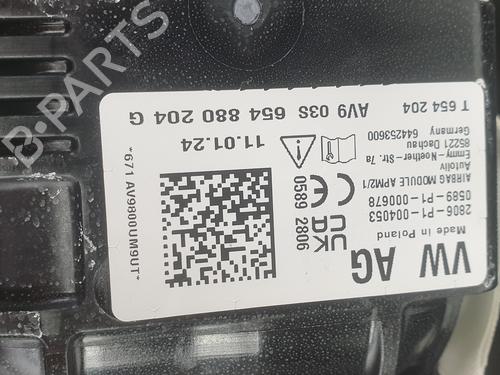 T 654 204
AV9 03S 654 880 204 G
11.01.24
*671 AV9800UM9UT*
644253600
Germany
85221 Dachau
Emmy-Noether-Str. 7a
Autoliv
AIRBAG MODULE APM2/1
0589-P1-000678
2806-P1-004053
Made in Poland
VW AG
0589
2806
UK
CA
B-PARTS